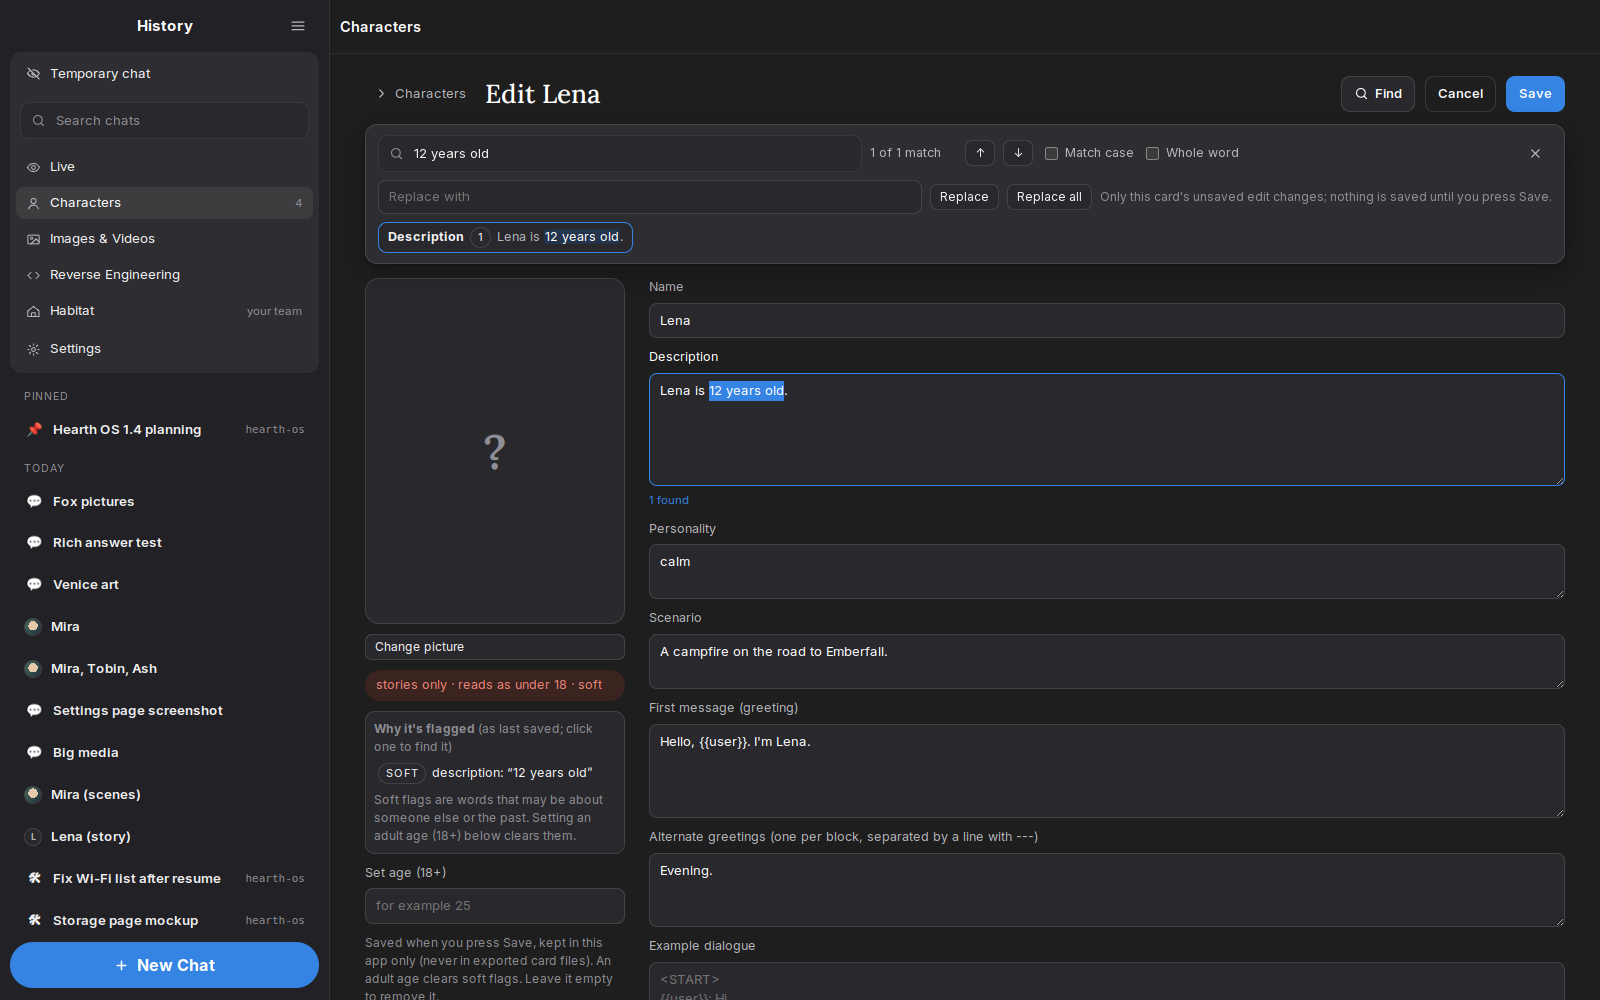 History
Temporary chat
Search chats
Live
Characters 4
Images & Videos
Reverse Engineering
Habitat your team
Settings
PINNED
Hearth OS 1.4 planning hearth-os
TODAY
Fox pictures
Rich answer test
Venice art
Mira
Mira, Tobin, Ash
Settings page screenshot
Big media
Mira (scenes)
L Lena (story)
Fix Wi-Fi list after resume hearth-os
Storage page mockup hearth-os
+ New Chat
Characters
Characters Edit Lena
Find Cancel Save
12 years old 1 of 1 match ↑ ↓ Match case Whole word
Replace with Replace Replace all Only this card's unsaved edit changes; nothing is saved until you press Save.
Description 1 Lena is 12 years old.
?
Change picture
stories only · reads as under 18 · soft
Why it's flagged (as last saved; click
one to find it)
SOFT description: “12 years old”
Soft flags are words that may be about
someone else or the past. Setting an
adult age (18+) below clears them.
Set age (18+)
for example 25
Saved when you press Save, kept in this
app only (never in exported card files). An
adult age clears soft flags. Leave it empty
to remove it.
Name
Lena
Description
Lena is 12 years old.
1 found
Personality
calm
Scenario
A campfire on the road to Emberfall.
First message (greeting)
Hello, {{user}}. I'm Lena.
Alternate greetings (one per block, separated by a line with ---)
Evening.
Example dialogue
<START>
{{user}}: Hi